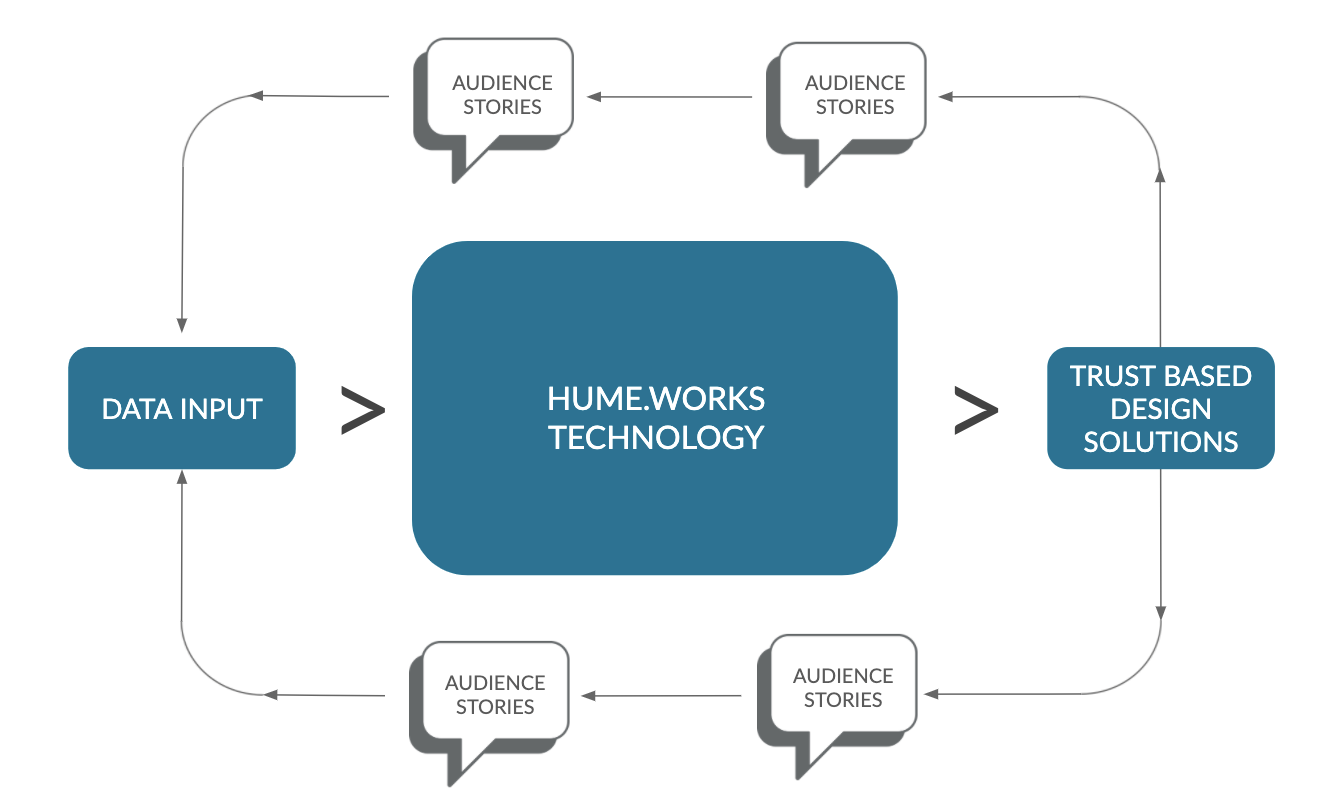 AUDIENCE
STORIES
AUDIENCE
STORIES
DATA INPUT
>
HUME.WORKS
TECHNOLOGY
>
TRUST BASED
DESIGN
SOLUTIONS
AUDIENCE
STORIES
AUDIENCE
STORIES